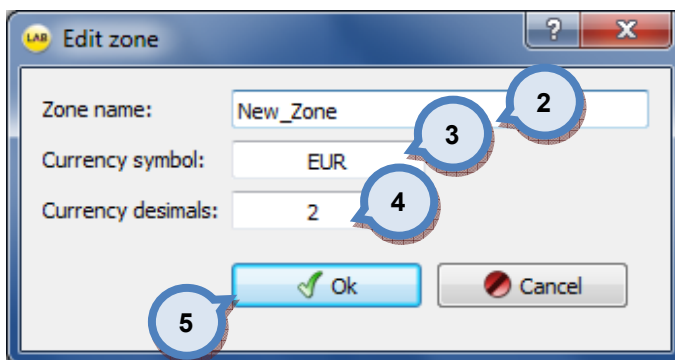 LAB Edit zone ? X
Zone name: New_Zone 2
Currency symbol: EUR 3
Currency desimals: 2 4
Ok Cancel
5